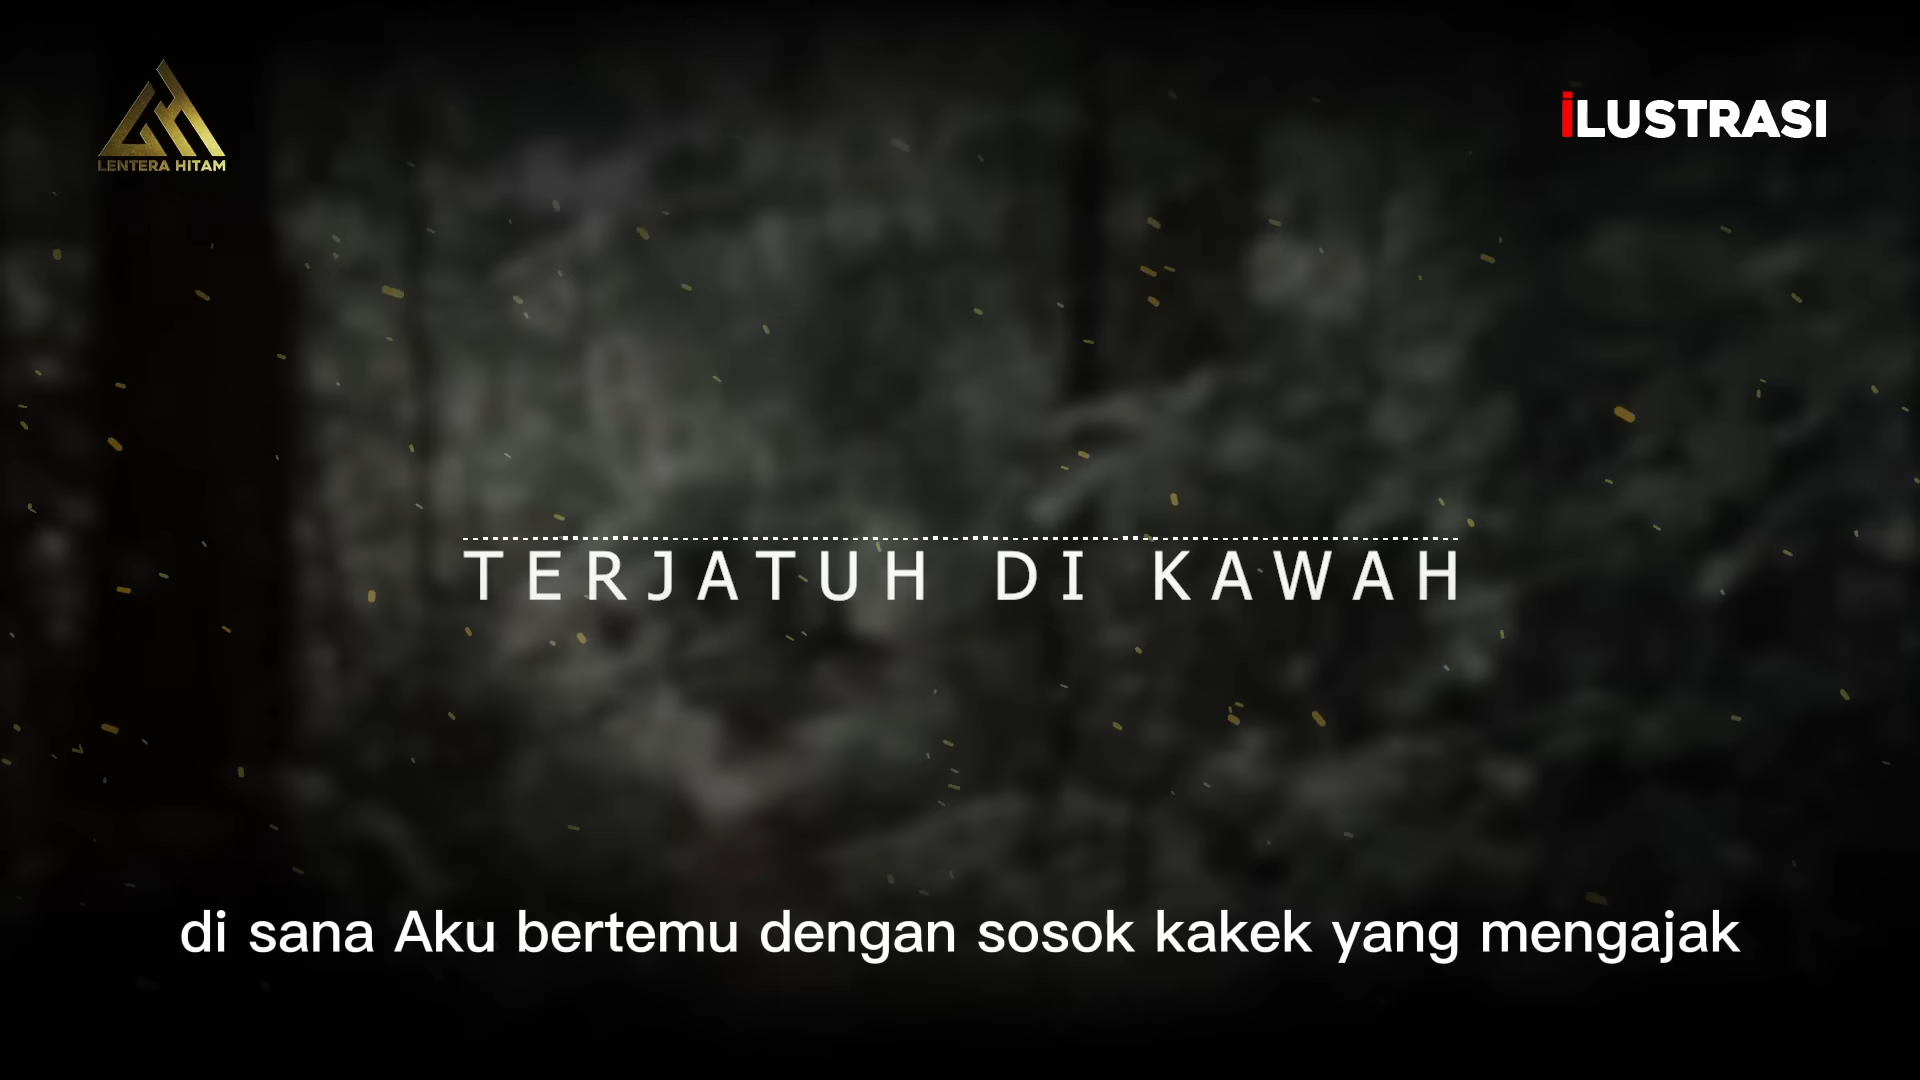 LENTERA HITAM
iLUSTRASI
TERJATUH DI KAWAH
di sana Aku bertemu dengan sosok kakek yang mengajak